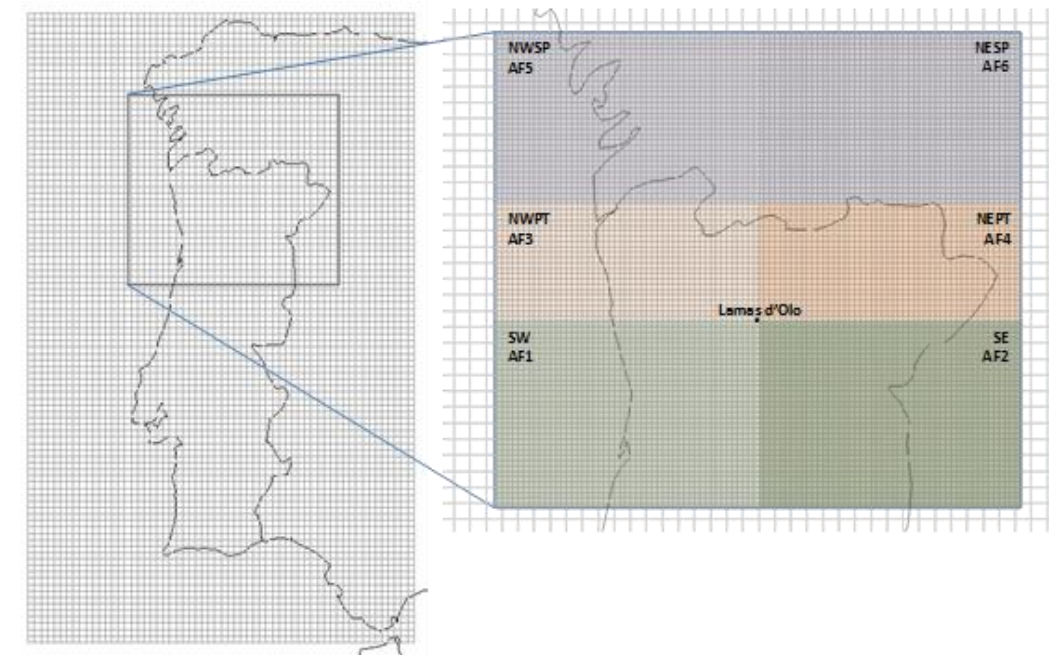 NWSP
AF5
NESP
AF6
NWPT
AF3
NEPT
AF4
Lamas d'Olo
SW
AF1
SE
AF2